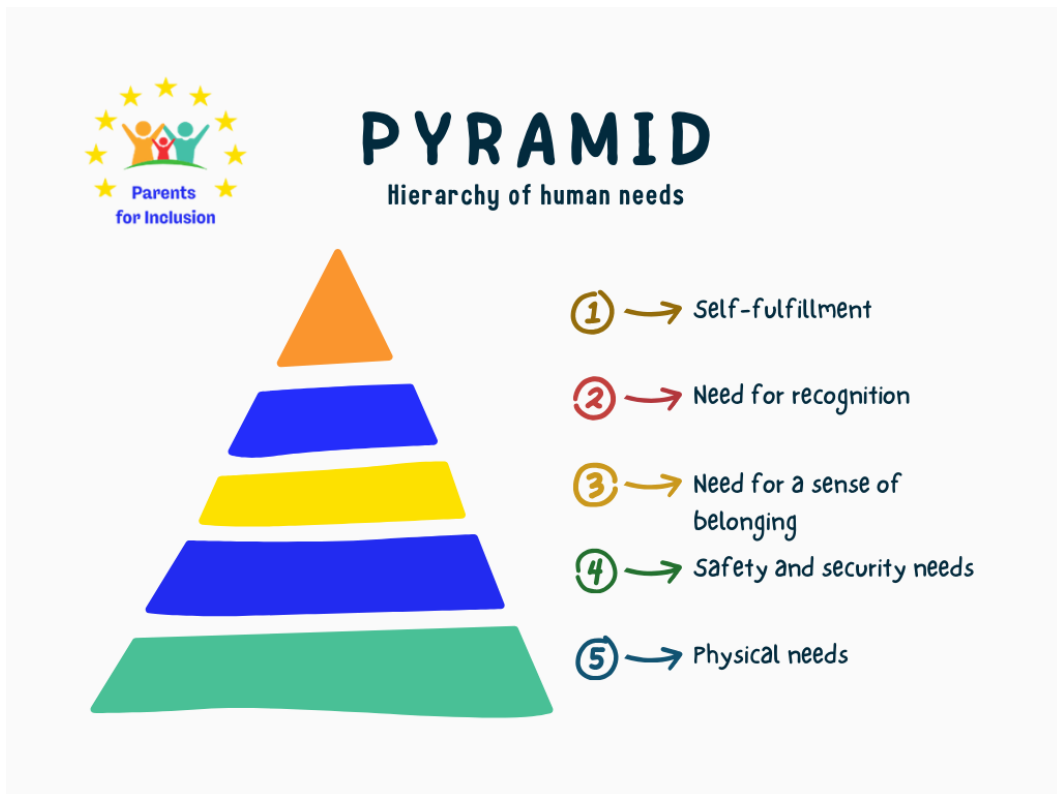 Parents
for Inclusion
PYRAMID
Hierarchy of human needs
1 Self-fulfillment
2 Need for recognition
3 Need for a sense of
belonging
4 Safety and security needs
5 Physical needs